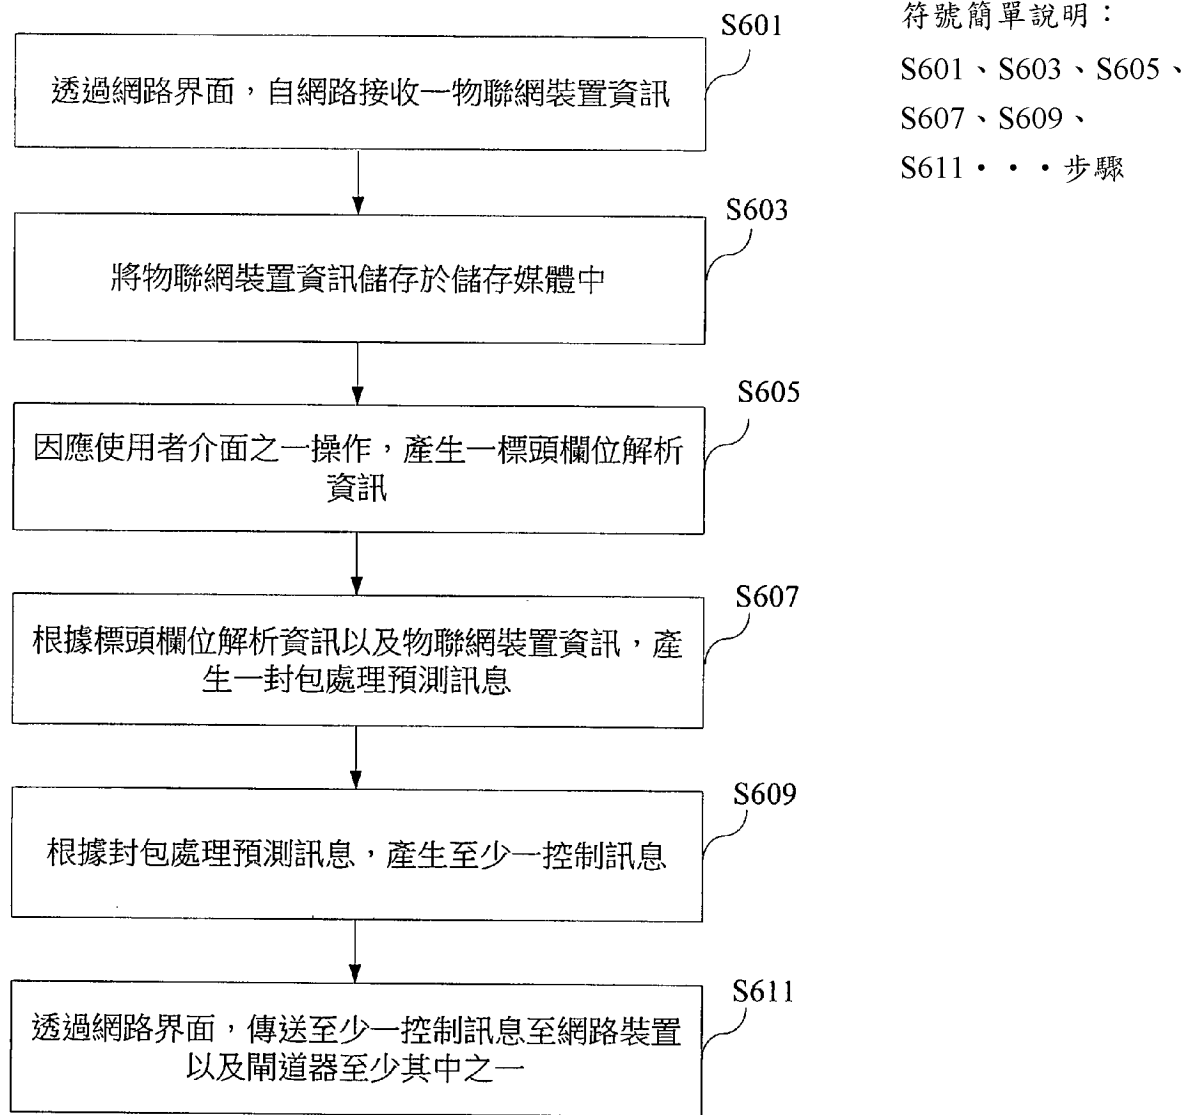 S601
透過網路界面，自網路接收一物聯網裝置資訊
S603
將物聯網裝置資訊儲存於儲存媒體中
S605
因應使用者介面之一操作，產生一標頭欄位解析
資訊
S607
根據標頭欄位解析資訊以及物聯網裝置資訊，產
生一封包處理預測訊息
S609
根據封包處理預測訊息，產生至少一控制訊息
S611
透過網路界面，傳送至少一控制訊息至網路裝置
以及閘道器至少其中之一
符號簡單說明：
S601、S603、S605、
S607、S609、
S611・・・步驟